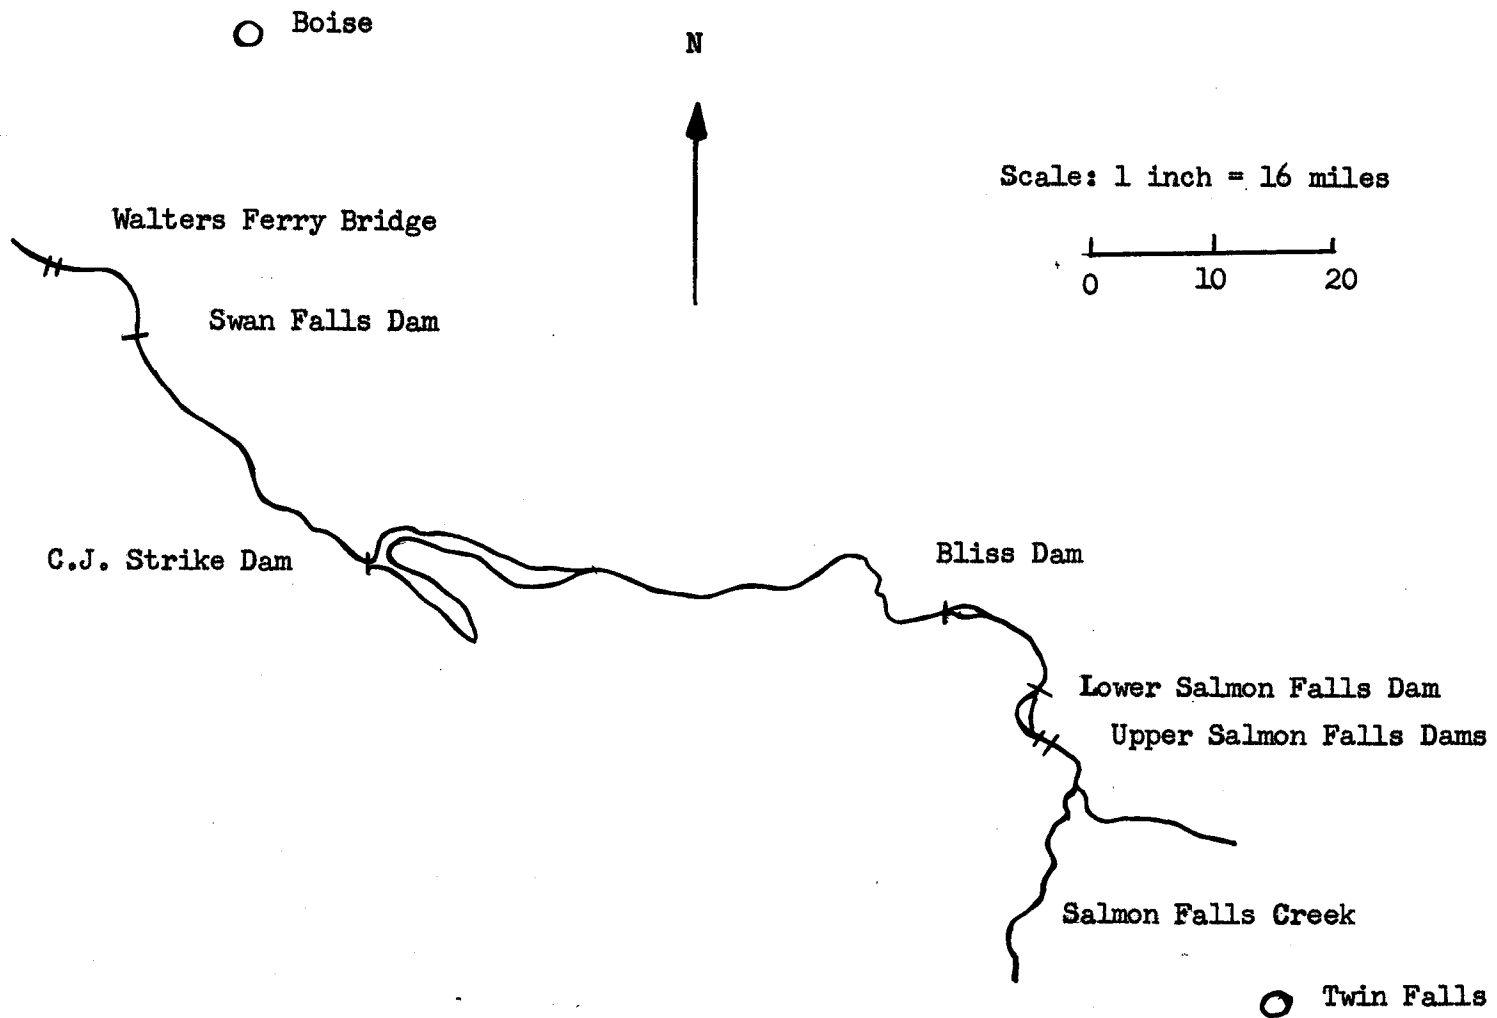 Boise
N
Scale: 1 inch = 16 miles
Walters Ferry Bridge
0 10 20
Swan Falls Dam
C.J. Strike Dam
Bliss Dam
Lower Salmon Falls Dam
Upper Salmon Falls Dams
Salmon Falls Creek
Twin Falls